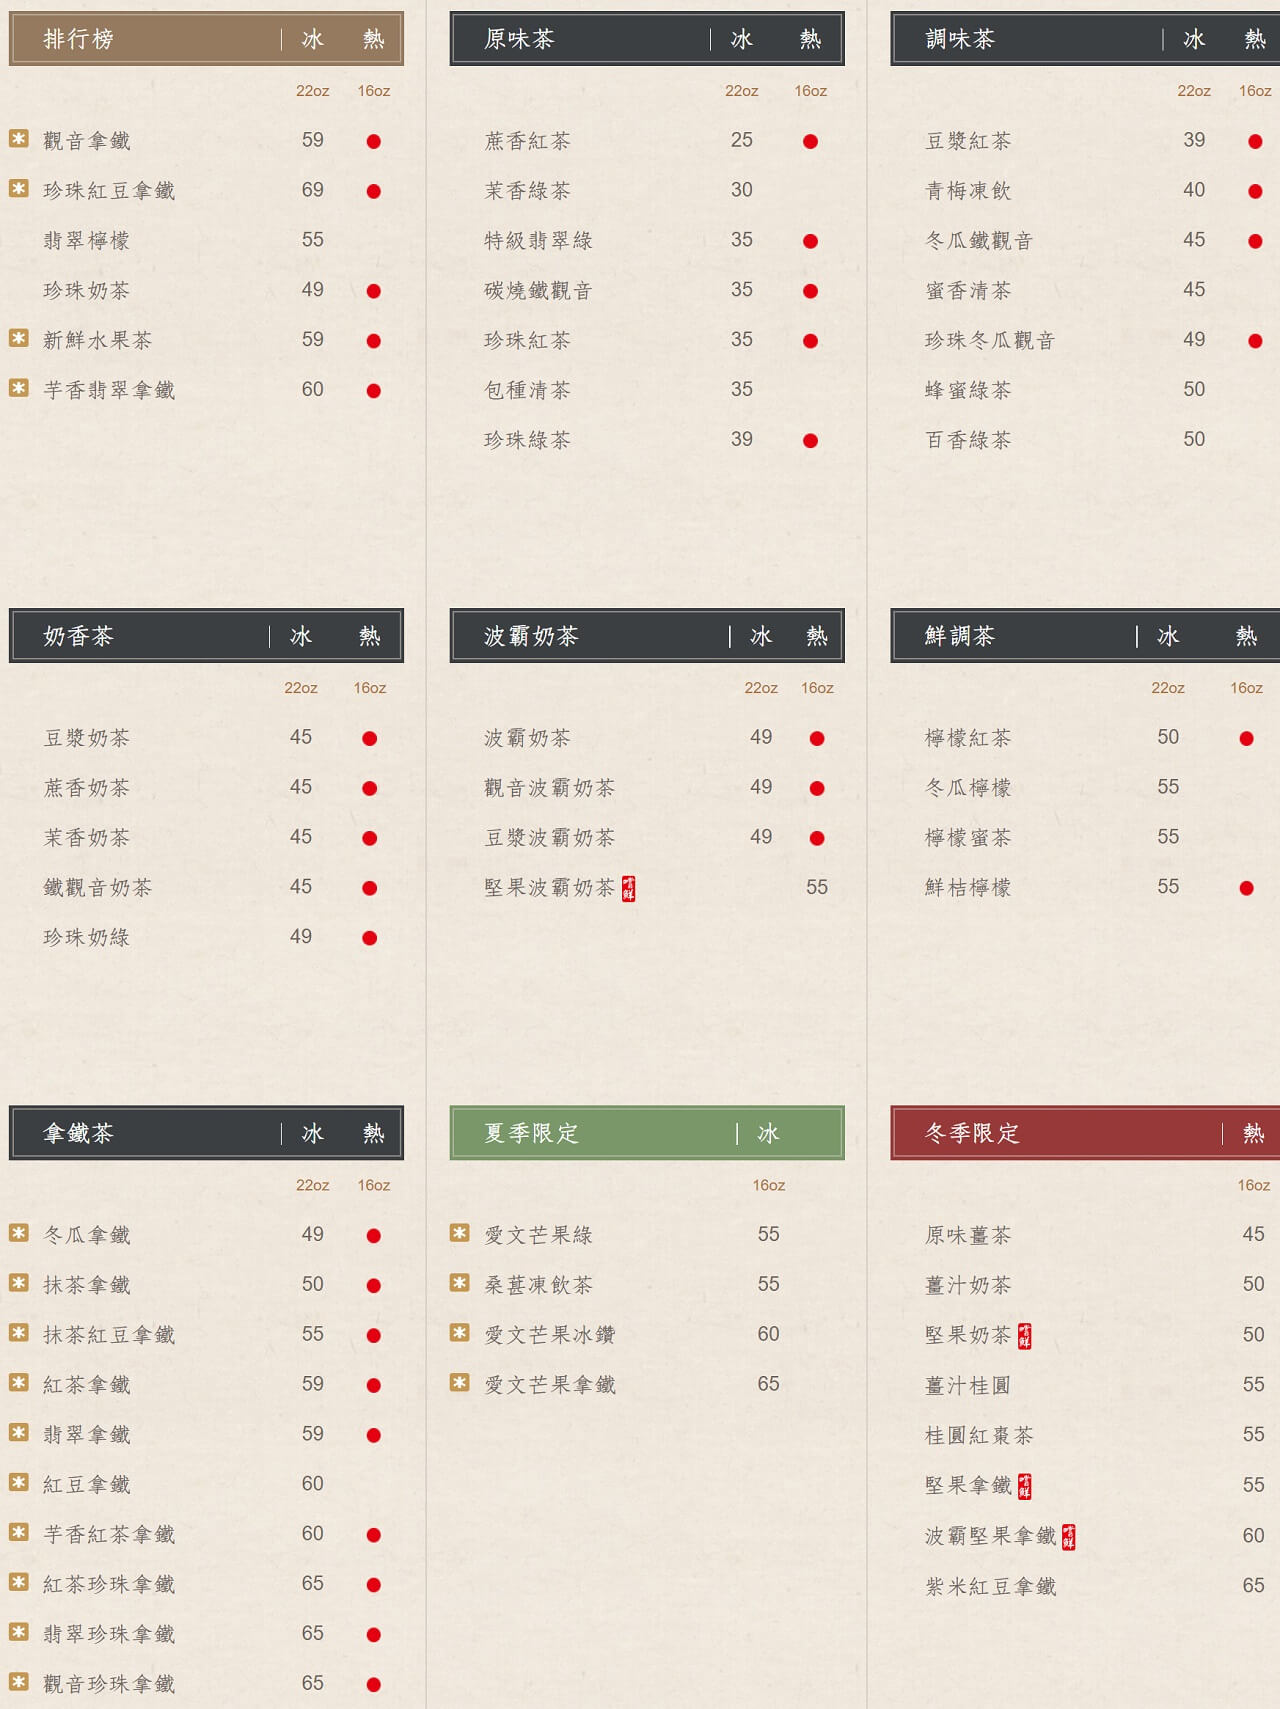 排行榜 | 冰 熱
22oz 16oz
觀音拿鐵 59
珍珠紅豆拿鐵 69
翡翠檸檬 55
珍珠奶茶 49
新鮮水果茶 59
芋香翡翠拿鐵 60
原味茶 | 冰 熱
22oz 16oz
蔗香紅茶 25
茉香綠茶 30
特級翡翠綠 35
碳燒鐵觀音 35
珍珠紅茶 35
包種清茶 35
珍珠綠茶 39
調味茶 | 冰 熱
22oz 16oz
豆漿紅茶 39
青梅凍飲 40
冬瓜鐵觀音 45
蜜香清茶 45
珍珠冬瓜觀音 49
蜂蜜綠茶 50
百香綠茶 50
奶香茶 | 冰 熱
22oz 16oz
豆漿奶茶 45
蔗香奶茶 45
茉香奶茶 45
鐵觀音奶茶 45
珍珠奶綠 49
波霸奶茶 | 冰 熱
22oz 16oz
波霸奶茶 49
觀音波霸奶茶 49
豆漿波霸奶茶 49
堅果波霸奶茶 嚐鮮 55
鮮調茶 | 冰 熱
22oz 16oz
檸檬紅茶 50
冬瓜檸檬 55
檸檬蜜茶 55
鮮桔檸檬 55
拿鐵茶 | 冰 熱
22oz 16oz
冬瓜拿鐵 49
抹茶拿鐵 50
抹茶紅豆拿鐵 55
紅茶拿鐵 59
翡翠拿鐵 59
紅豆拿鐵 60
芋香紅茶拿鐵 60
紅茶珍珠拿鐵 65
翡翠珍珠拿鐵 65
觀音珍珠拿鐵 65
夏季限定 | 冰
16oz
愛文芒果綠 55
桑葚凍飲茶 55
愛文芒果冰鑽 60
愛文芒果拿鐵 65
冬季限定 | 熱
16oz
原味薑茶 45
薑汁奶茶 50
堅果奶茶 嚐鮮 50
薑汁桂圓 55
桂圓紅棗茶 55
堅果拿鐵 嚐鮮 55
波霸堅果拿鐵 嚐鮮 60
紫米紅豆拿鐵 65